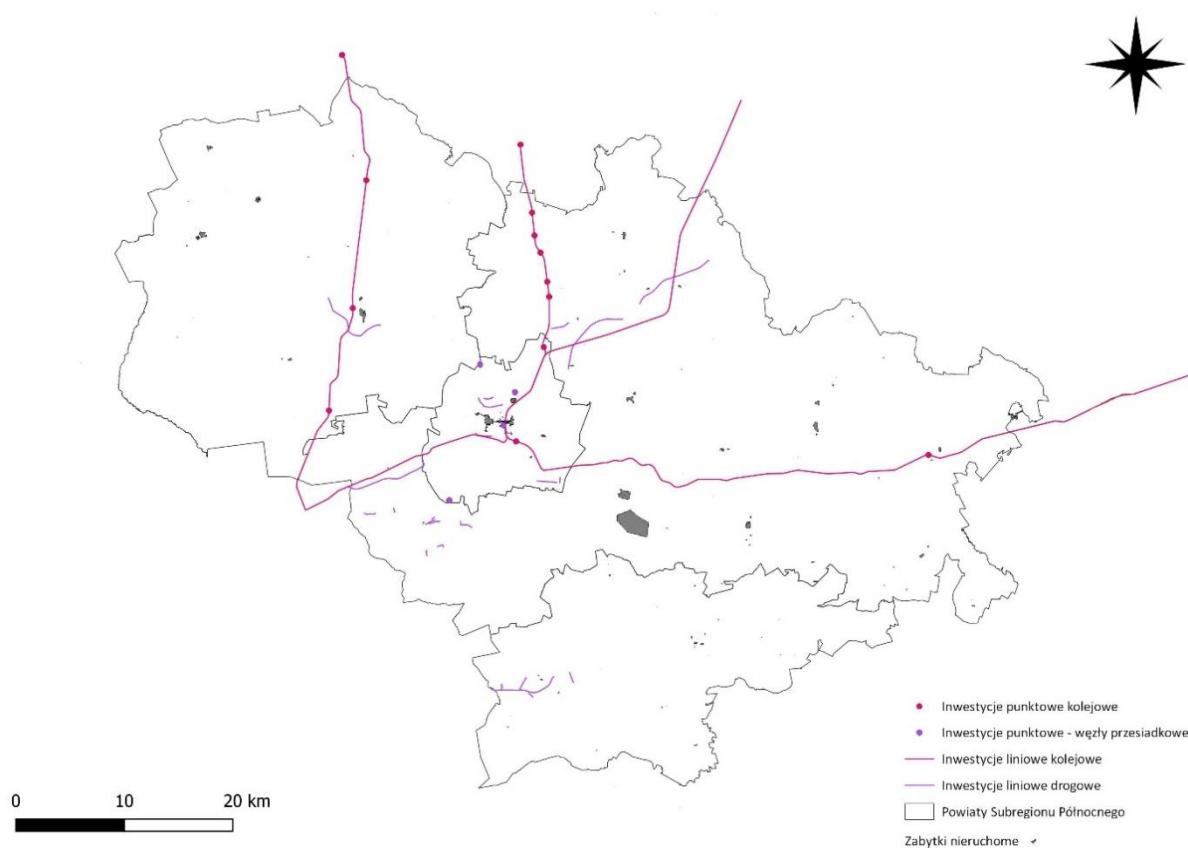 Inwestycje punktowe kolejowe
Inwestycje punktowe - węzły przesiadkowe
Inwestycje liniowe kolejowe
Inwestycje liniowe drogowe
Powiaty Subregionu Północnego
Zabytki nieruchome
0 10 20 km